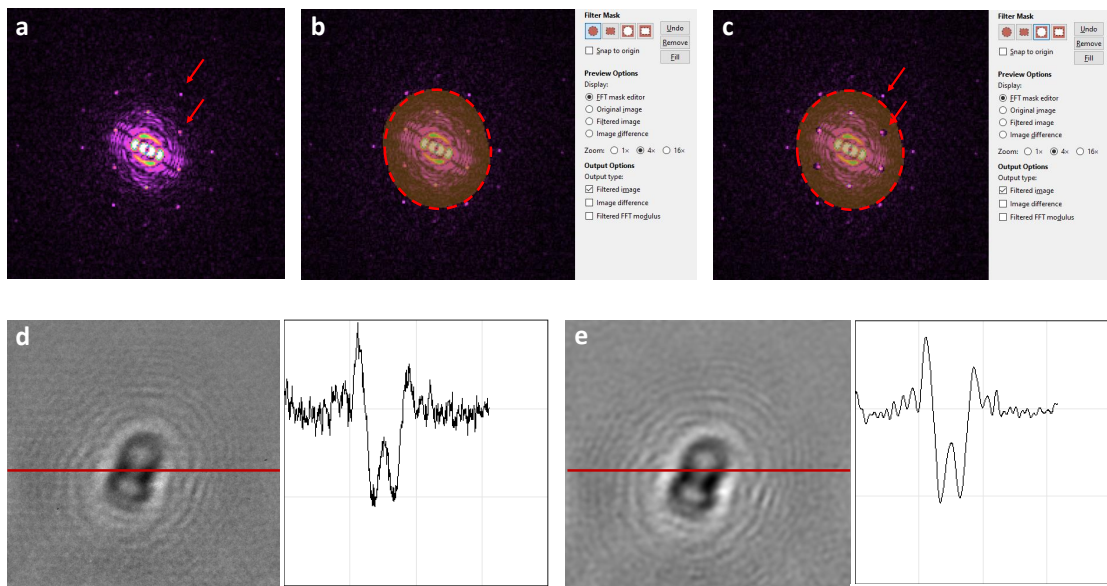 a
b
Filter Mask
Undo
Remove
Fill
Snap to origin
Preview Options
Display:
FFT mask editor
Original image
Filtered image
Image difference
Zoom: 1× 4× 16×
Output Options
Output type:
Filtered image
Image difference
Filtered FFT modulus
c
Filter Mask
Undo
Remove
Fill
Snap to origin
Preview Options
Display:
FFT mask editor
Original image
Filtered image
Image difference
Zoom: 1× 4× 16×
Output Options
Output type:
Filtered image
Image difference
Filtered FFT modulus
d
e